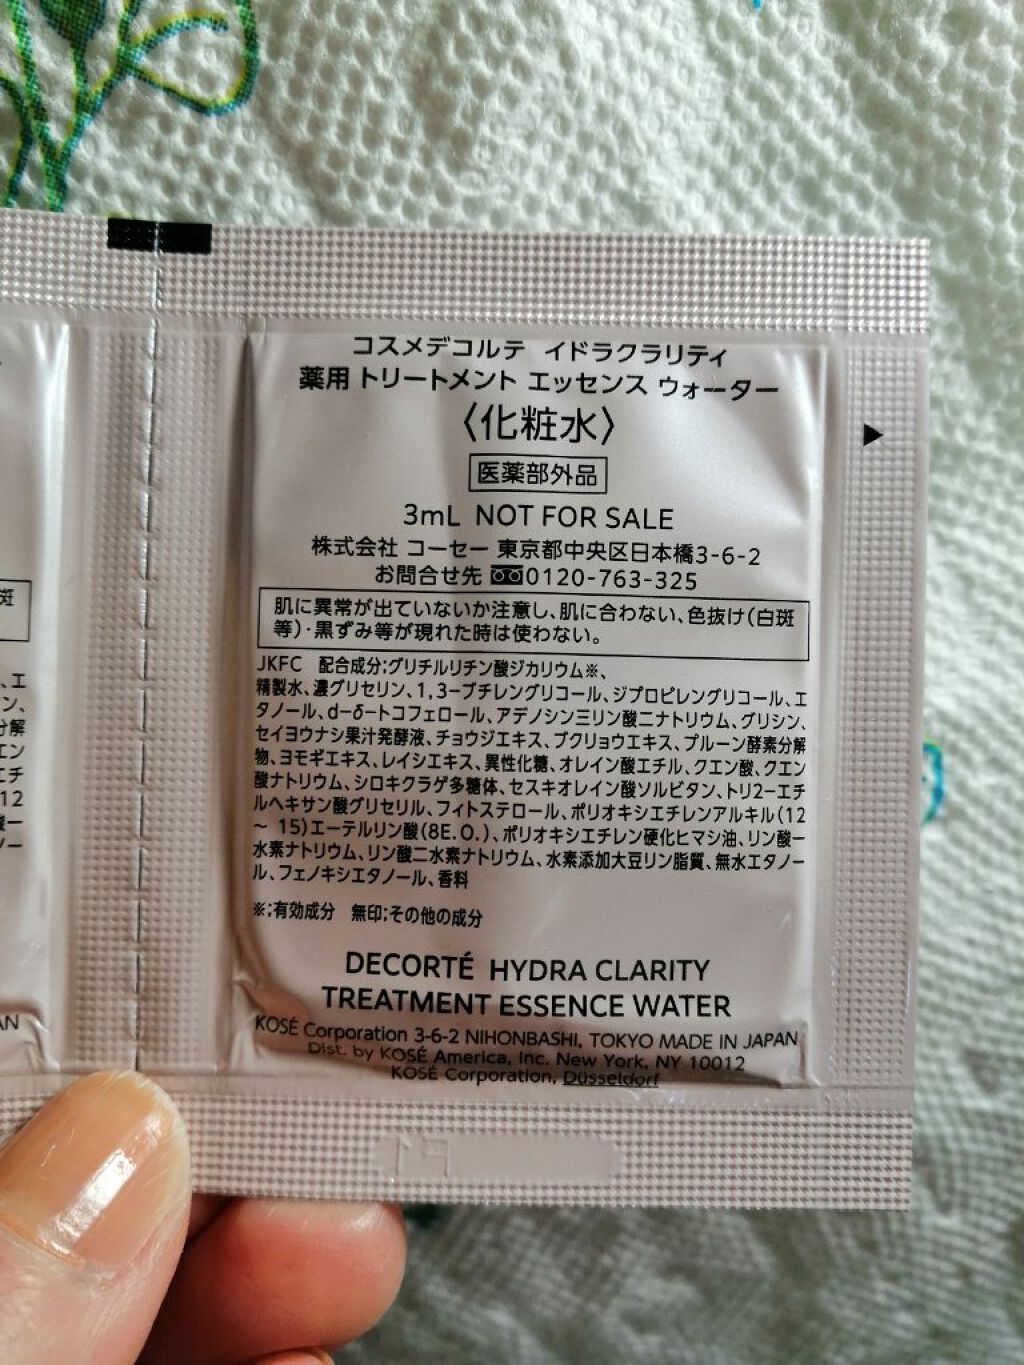 コスメデコルテ イドラクラリティ
薬用 トリートメント エッセンス ウォーター
〈化粧水〉
医薬部外品
3mL NOT FOR SALE
株式会社 コーセー 東京都中央区日本橋3-6-2
お問合せ先 0120-763-325
肌に異常が出ていないか注意し、肌に合わない、色抜け(白斑
等)・黒ずみ等が現れた時は使わない。
JKFC 配合成分;グリチルリチン酸ジカリウム※、
精製水、濃グリセリン、1,3-ブチレングリコール、ジプロピレングリコール、エ
タノール、d-δ-トコフェロール、アデノシン三リン酸二ナトリウム、グリシン、
セイヨウナシ果汁発酵液、チョウジエキス、ブクリョウエキス、プルーン酵素分解
物、ヨモギエキス、レイシエキス、異性化糖、オレイン酸エチル、クエン酸、クエン
酸ナトリウム、シロキクラゲ多糖体、セスキオレイン酸ソルビタン、トリ2-エチ
ルヘキサン酸グリセリル、フィトステロール、ポリオキシエチレンアルキル(12
~ 15)エーテルリン酸(8E.O.)、ポリオキシエチレン硬化ヒマシ油、リン酸一
水素ナトリウム、リン酸二水素ナトリウム、水素添加大豆リン脂質、無水エタノー
ル、フェノキシエタノール、香料
※;有効成分 無印;その他の成分
DECORTÉ HYDRA CLARITY
TREATMENT ESSENCE WATER
KOSÉ Corporation 3-6-2 NIHONBASHI, TOKYO MADE IN JAPAN
Dist. by KOSÉ America, Inc. New York, NY 10012
KOSÉ Corporation, Düsseldorf
斑
、エ
ン、
分解
エン
エチ
12
酸一
ノー
AN